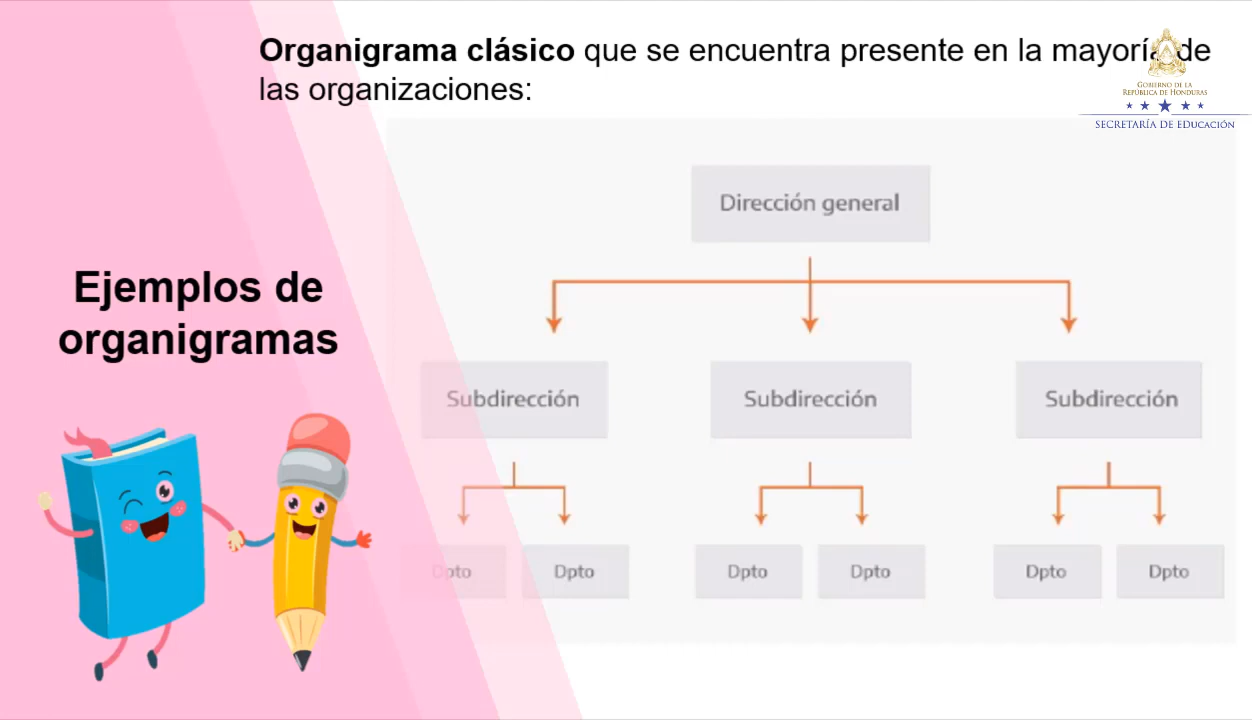 Organigrama clásico que se encuentra presente en la mayoría de
las organizaciones:
GOBIERNO DE LA
REPÚBLICA DE HONDURAS
SECRETARÍA DE EDUCACIÓN
Dirección general
Ejemplos de
organigramas
Subdirección Subdirección Subdirección
Dpto Dpto Dpto Dpto Dpto Dpto